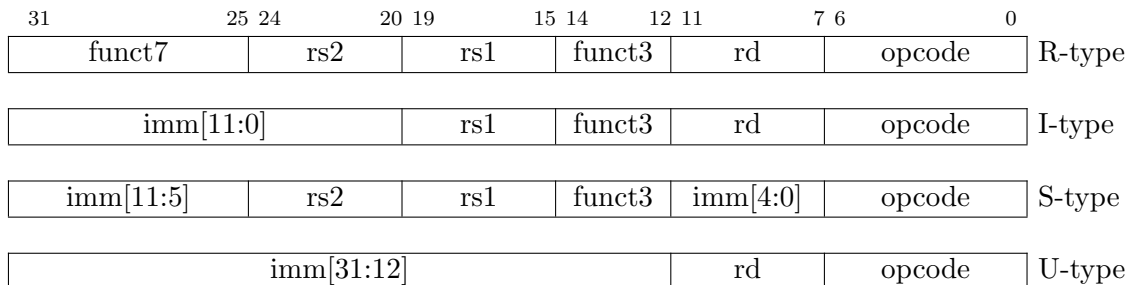 31 25 24 20 19 15 14 12 11 7 6 0
funct7 rs2 rs1 funct3 rd opcode R-type
imm[11:0] rs1 funct3 rd opcode I-type
imm[11:5] rs2 rs1 funct3 imm[4:0] opcode S-type
imm[31:12] rd opcode U-type